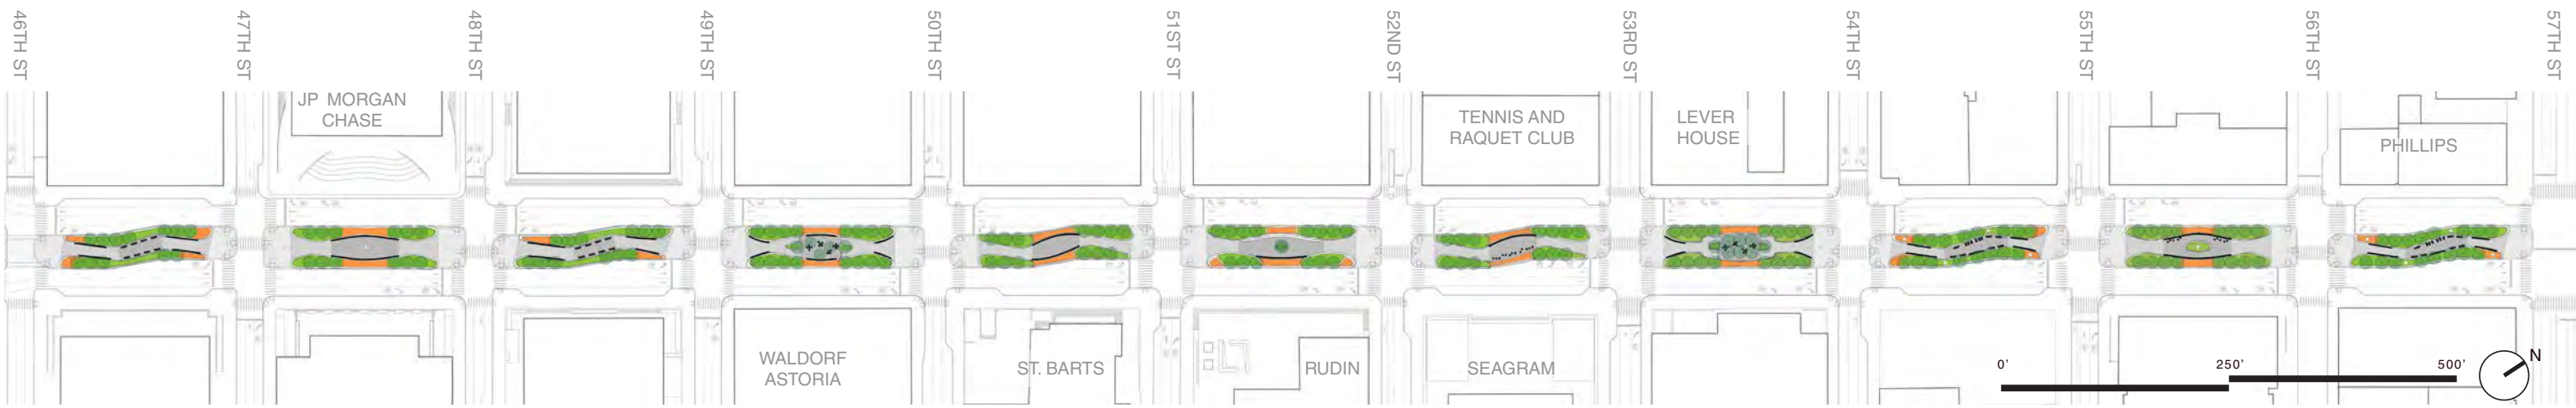 46TH ST
47TH ST
48TH ST
49TH ST
50TH ST
51ST ST
52ND ST
53RD ST
54TH ST
55TH ST
56TH ST
57TH ST
JP MORGAN
CHASE
TENNIS AND
RAQUET CLUB
LEVER
HOUSE
PHILLIPS
WALDORF
ASTORIA
ST. BARTS
RUDIN
SEAGRAM
0'
250'
500'
N